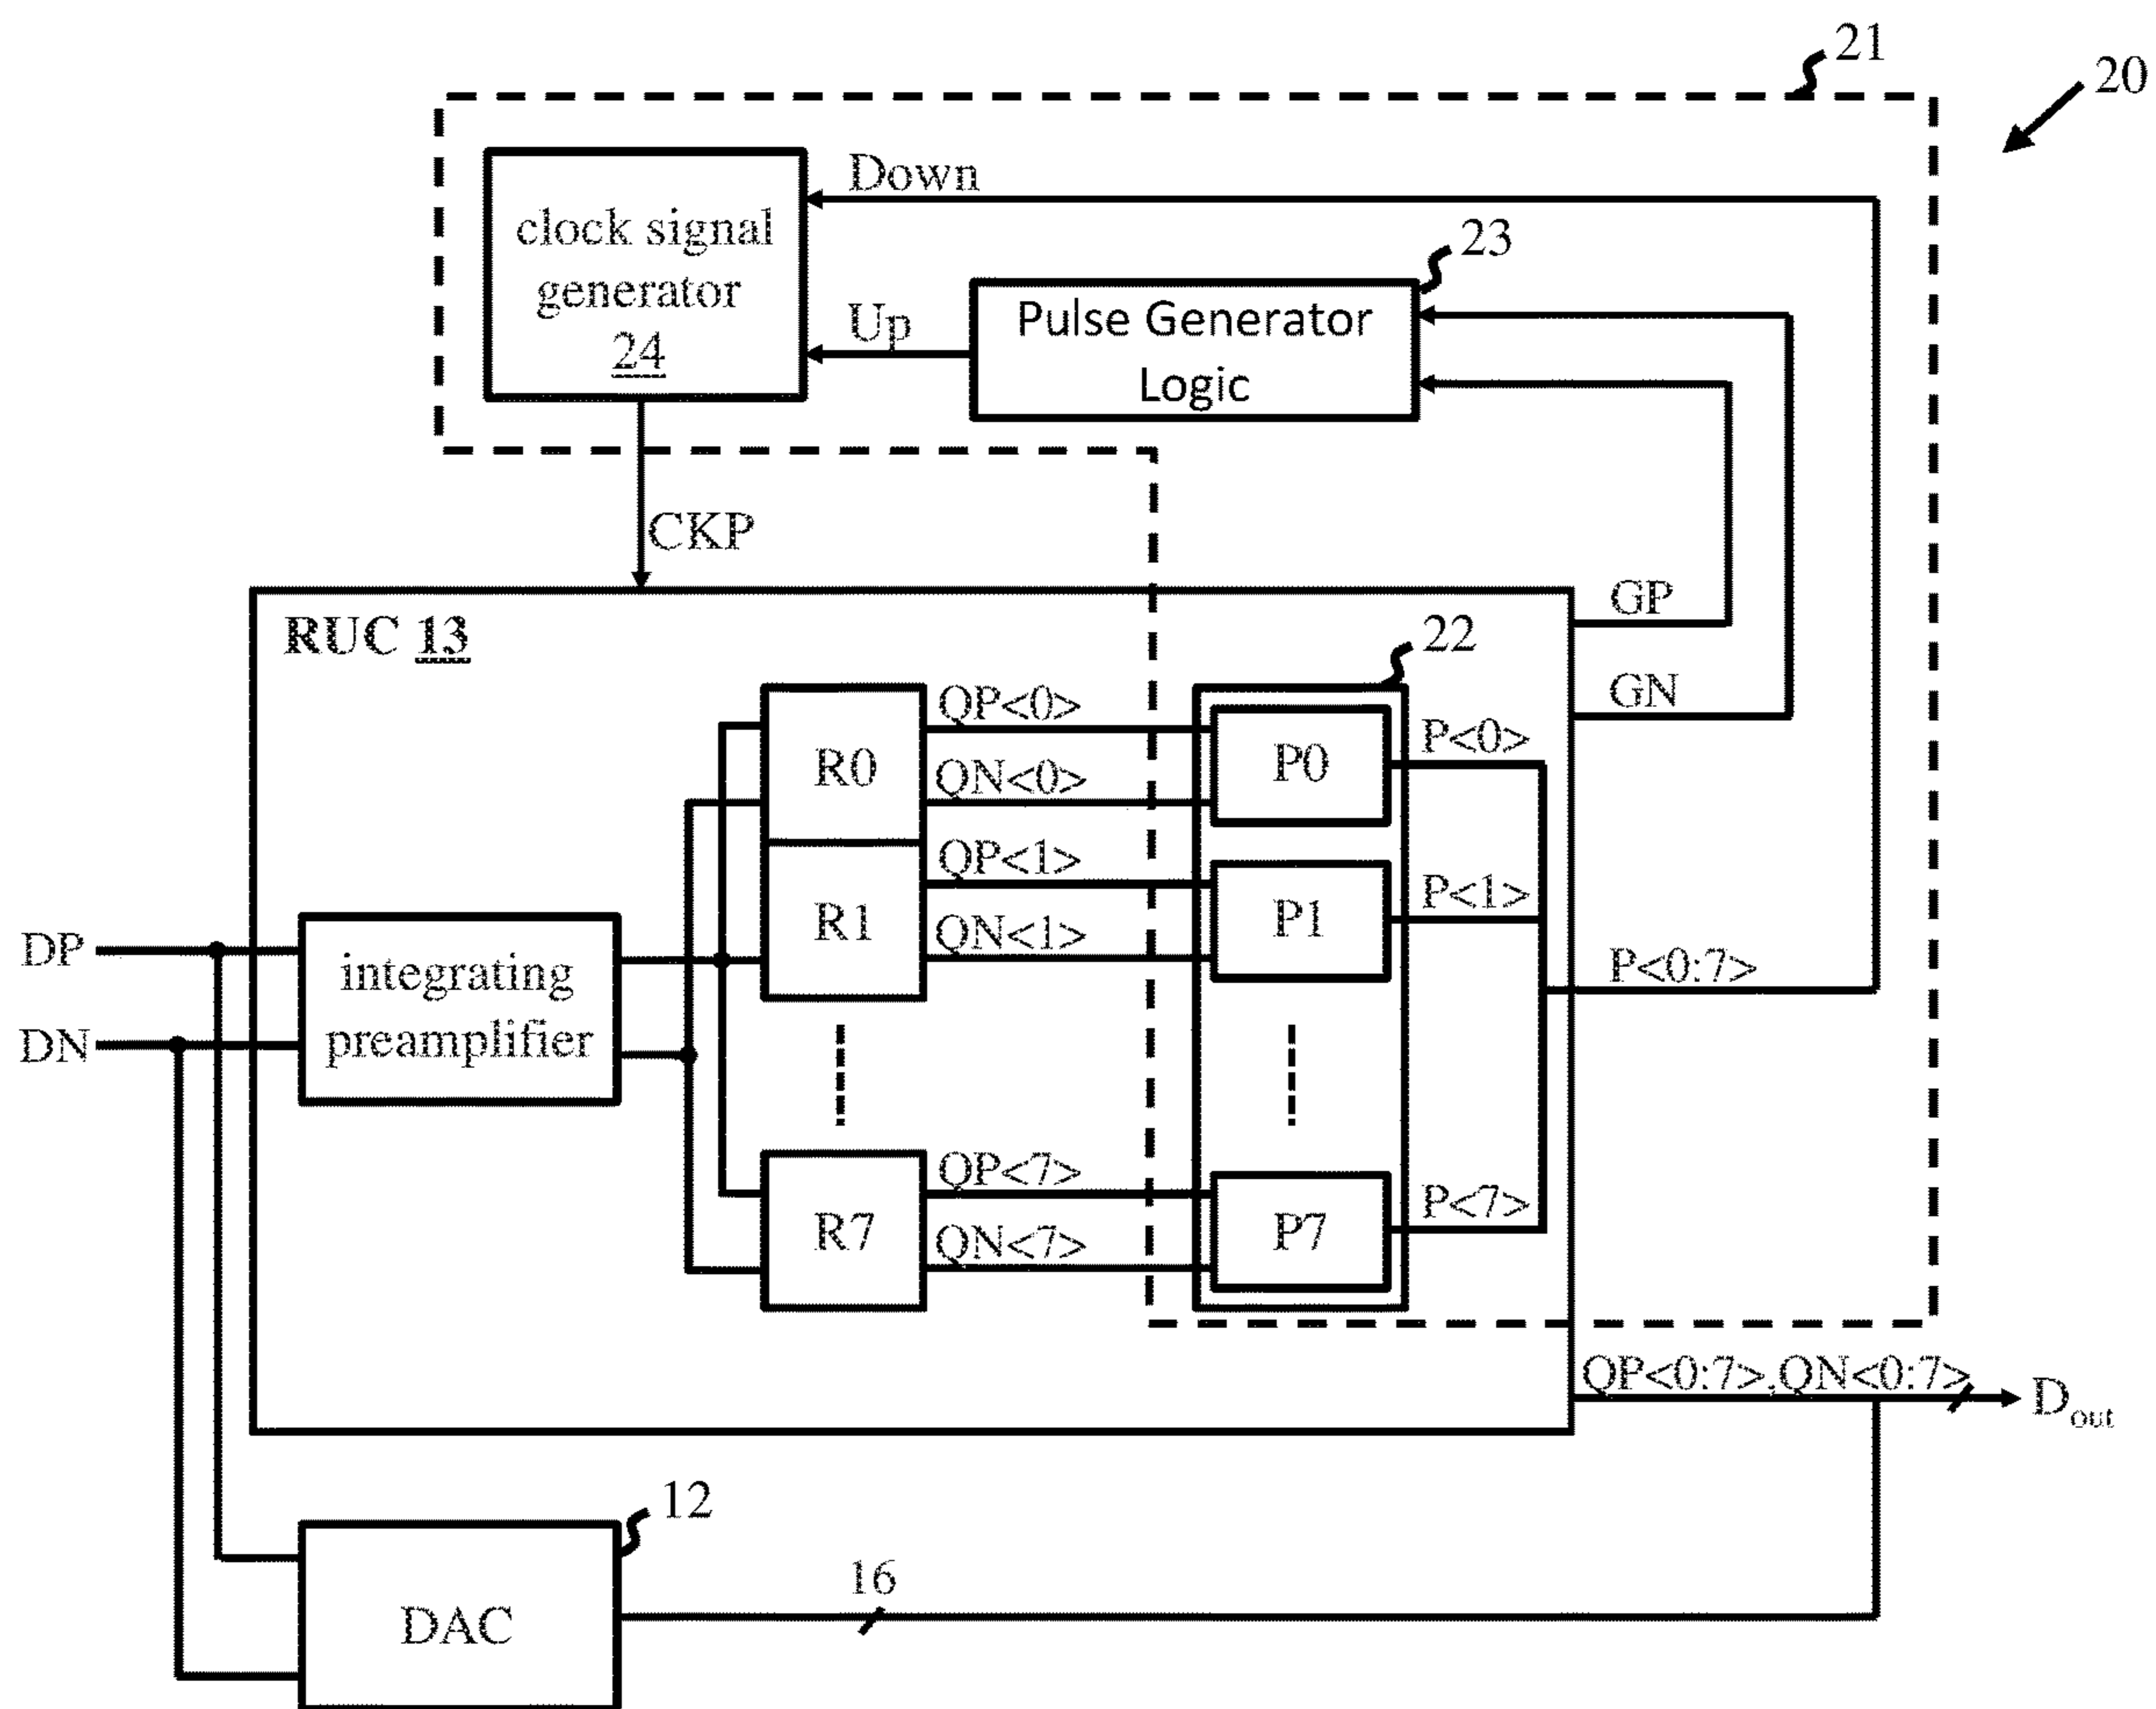 21
20
Down
clock signal
generator
24
23
Up
Pulse Generator
Logic
CKP
GP
RUC 13
22
GN
QP<0>
P<0>
R0
P0
QN<0>
QP<1>
P<1>
R1
P1
QN<1>
DP
integrating
P<0:7>
DN
preamplifier
QP<7>
P<7>
R7
P7
QN<7>
QP<0:7>,QN<0:7>
Dout
12
16
DAC